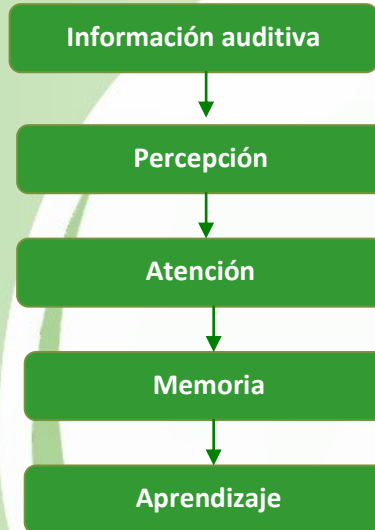 Información auditiva
Percepción
Atención
Memoria
Aprendizaje